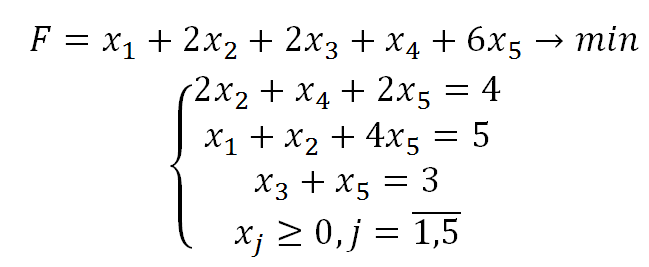 F = x₁ + 2x₂ + 2x₃ + x₄ + 6x₅ → min
2x₂ + x₄ + 2x₅ = 4
x₁ + x₂ + 4x₅ = 5
x₃ + x₅ = 3
xⱼ ≥ 0, j = 1,5̅